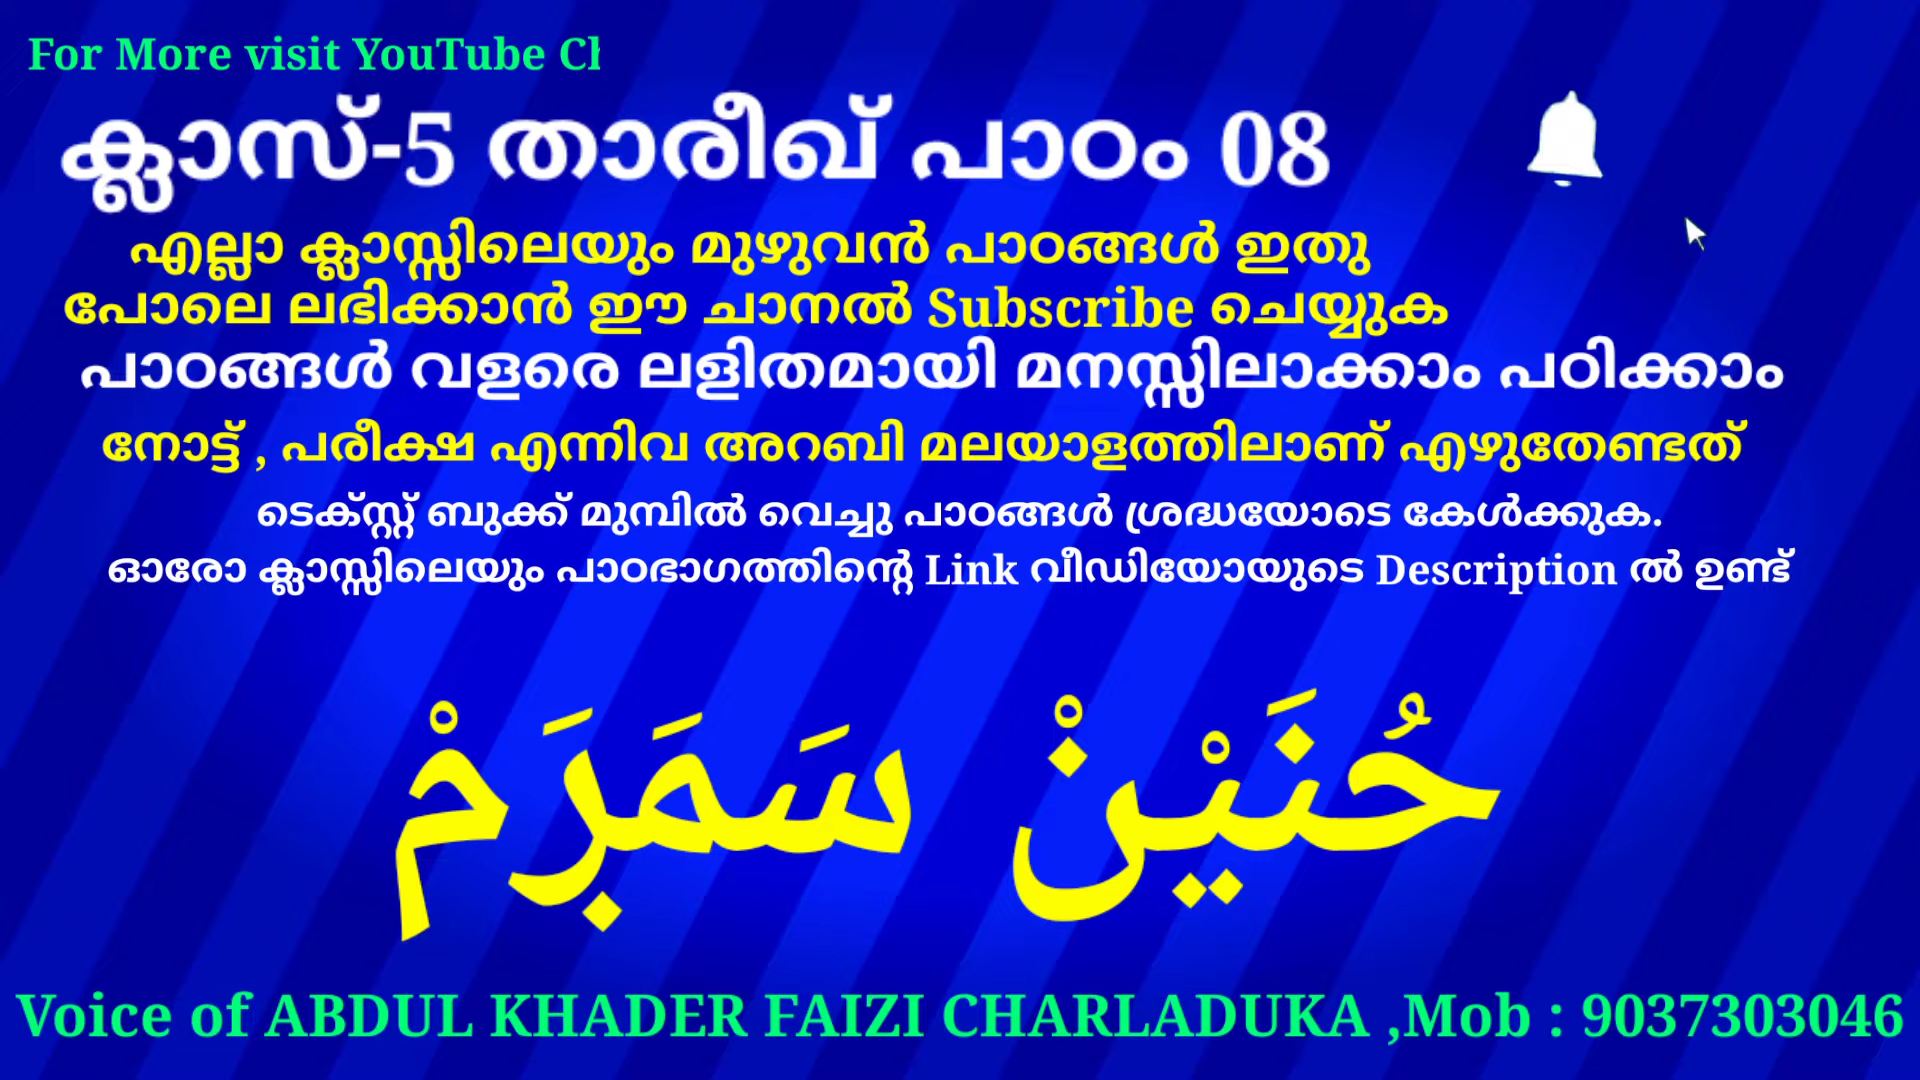 For More visit YouTube Ch
ക്ലാസ്-5 താരീഖ് പാഠം 08
എല്ലാ ക്ലാസ്സിലെയും മുഴുവൻ പാഠങ്ങൾ ഇതു
പോലെ ലഭിക്കാൻ ഈ ചാനൽ Subscribe ചെയ്യുക
പാഠങ്ങൾ വളരെ ലളിതമായി മനസ്സിലാക്കാം പഠിക്കാം
നോട്ട് , പരീക്ഷ എന്നിവ അറബി മലയാളത്തിലാണ് എഴുതേണ്ടത്
ടെക്സ്റ്റ് ബുക്ക് മുമ്പിൽ വെച്ചു പാഠങ്ങൾ ശ്രദ്ധയോടെ കേൾക്കുക.
ഓരോ ക്ലാസ്സിലെയും പാഠഭാഗത്തിന്റെ Link വീഡിയോയുടെ Description ൽ ഉണ്ട്
حُنَيْنْ سَمَرَمْ
Voice of ABDUL KHADER FAIZI CHARLADUKA ,Mob : 9037303046